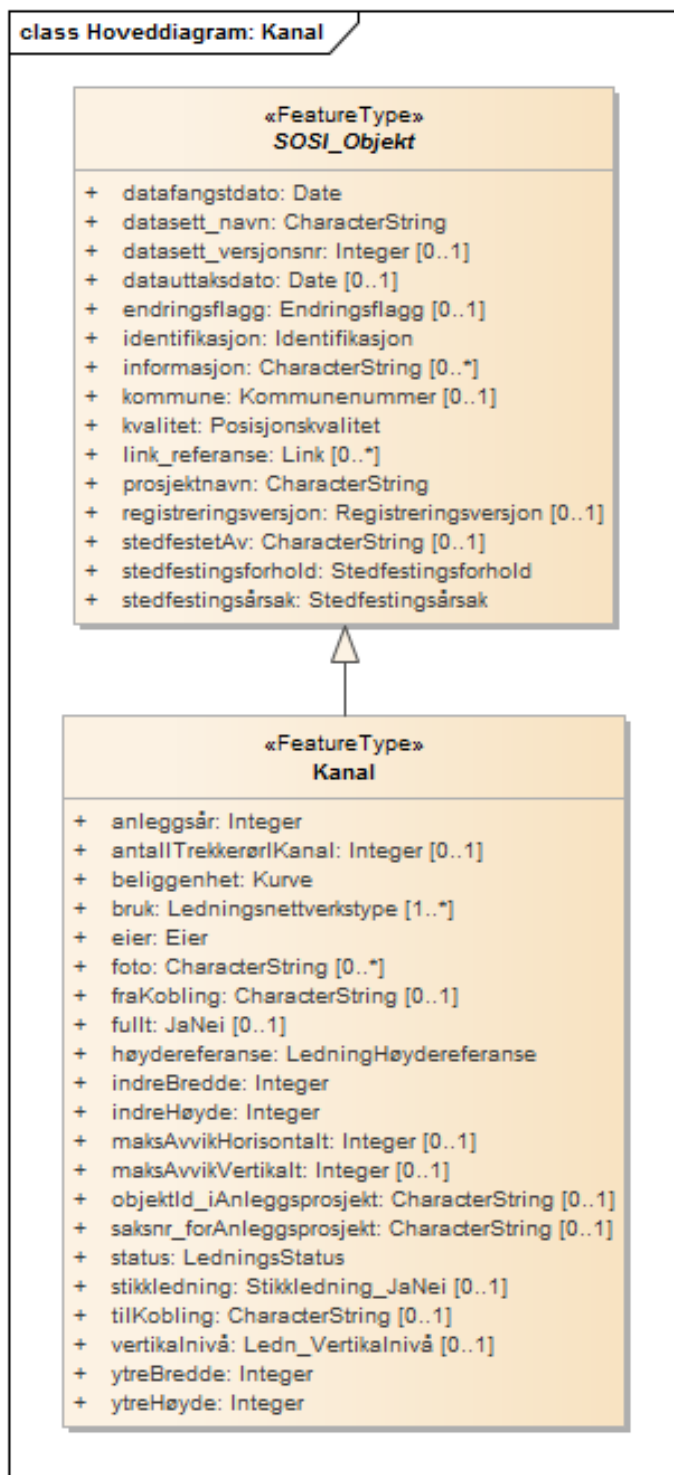 class Hoveddiagram: Kanal
«FeatureType»
SOSI_Objekt
+ datafangstdato: Date
+ datasett_navn: CharacterString
+ datasett_versjonsnr: Integer [0..1]
+ datauttaksdato: Date [0..1]
+ endringsflagg: Endringsflagg [0..1]
+ identifikasjon: Identifikasjon
+ informasjon: CharacterString [0..*]
+ kommune: Kommunenummer [0..1]
+ kvalitet: Posisjonskvalitet
+ link_referanse: Link [0..*]
+ prosjektnavn: CharacterString
+ registreringsversjon: Registreringsversjon [0..1]
+ stedfestetAv: CharacterString [0..1]
+ stedfestingsforhold: Stedfestingsforhold
+ stedfestingsårsak: Stedfestingsårsak
«FeatureType»
Kanal
+ anleggsår: Integer
+ antallTrekkerørIKanal: Integer [0..1]
+ beliggenhet: Kurve
+ bruk: Ledningsnettverkstype [1..*]
+ eier: Eier
+ foto: CharacterString [0..*]
+ fraKobling: CharacterString [0..1]
+ fullt: JaNei [0..1]
+ høydereferanse: LedningHøydereferanse
+ indreBredde: Integer
+ indreHøyde: Integer
+ maksAvvikHorisontalt: Integer [0..1]
+ maksAvvikVertikalt: Integer [0..1]
+ objektId_iAnleggsprosjekt: CharacterString [0..1]
+ saksnr_forAnleggsprosjekt: CharacterString [0..1]
+ status: LedningsStatus
+ stikkledning: Stikkledning_JaNei [0..1]
+ tilKobling: CharacterString [0..1]
+ vertikalnivå: Ledn_Vertikalnivå [0..1]
+ ytreBredde: Integer
+ ytreHøyde: Integer